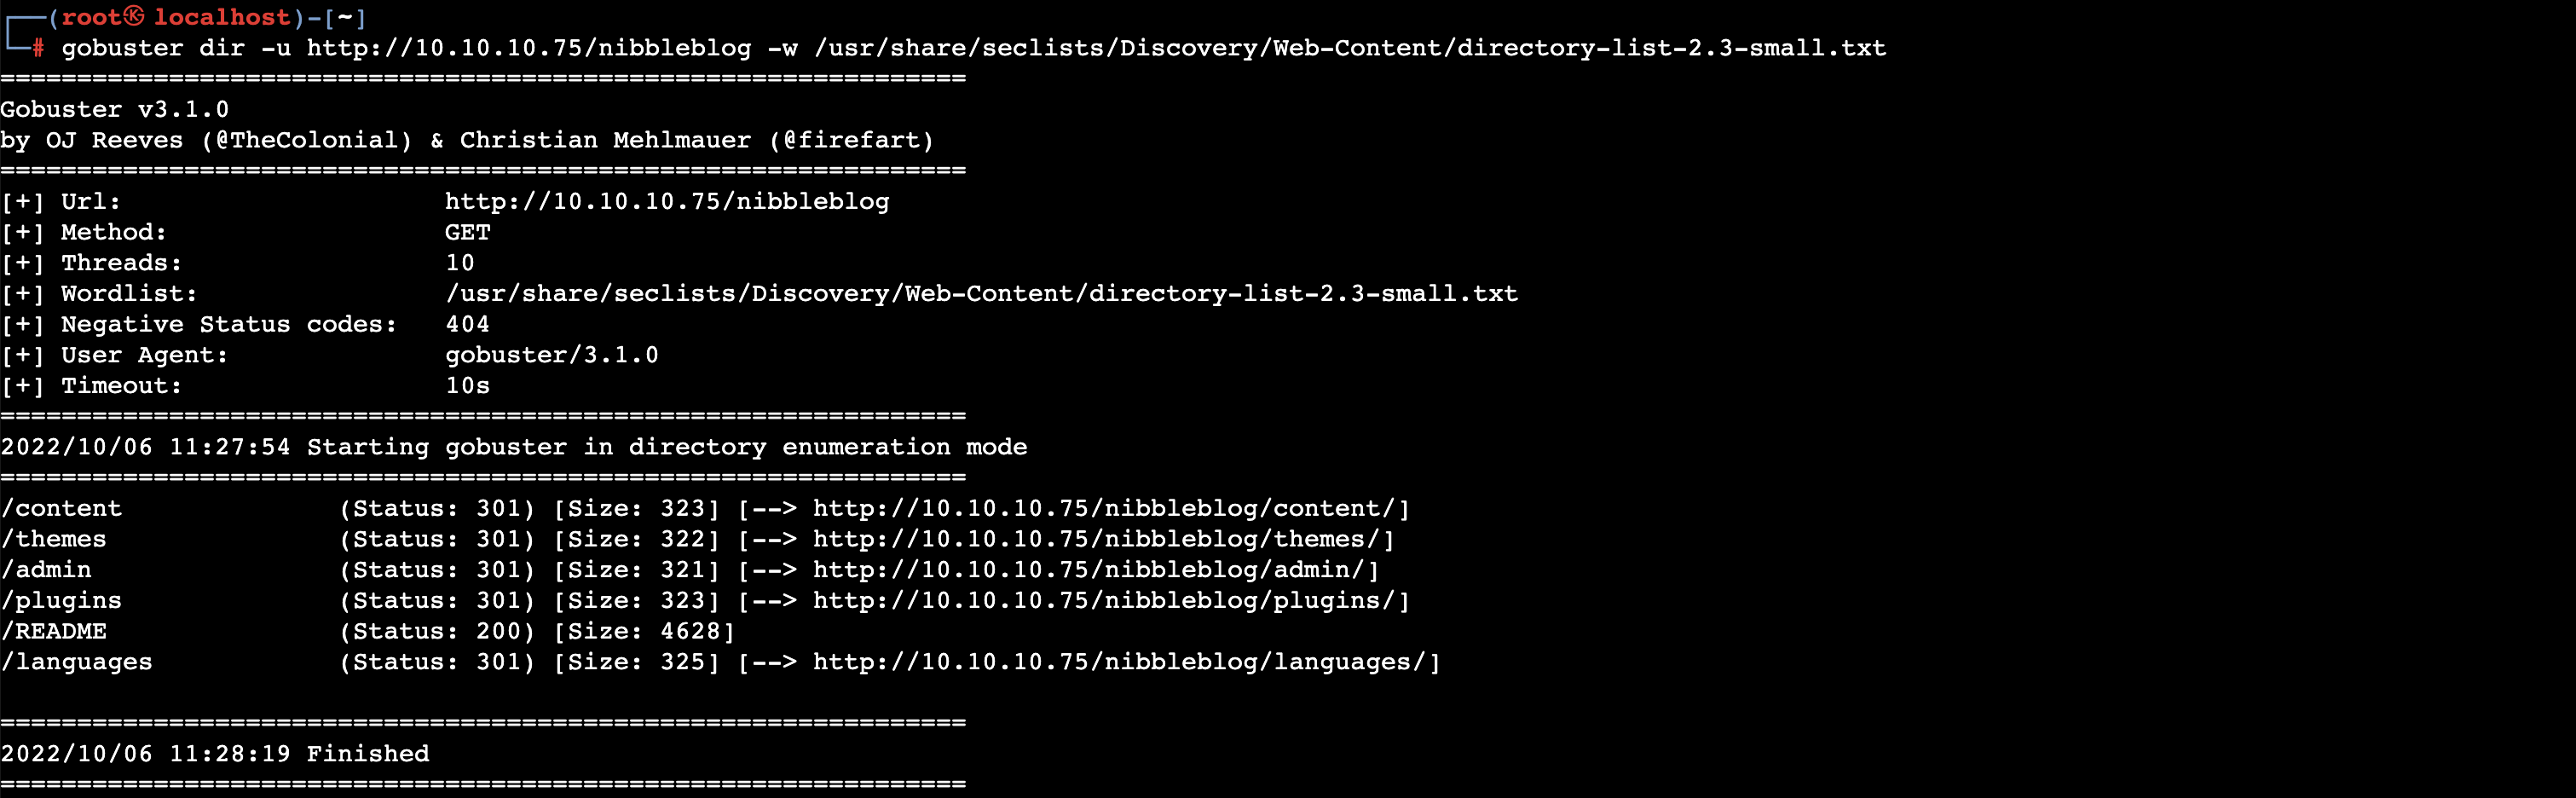 ┌──(root㉿ localhost)-[~]
└─# gobuster dir -u http://10.10.10.75/nibbleblog -w /usr/share/seclists/Discovery/Web-Content/directory-list-2.3-small.txt
===============================================================
Gobuster v3.1.0
by OJ Reeves (@TheColonial) & Christian Mehlmauer (@firefart)
===============================================================
[+] Url:                     http://10.10.10.75/nibbleblog
[+] Method:                  GET
[+] Threads:                 10
[+] Wordlist:                /usr/share/seclists/Discovery/Web-Content/directory-list-2.3-small.txt
[+] Negative Status codes:   404
[+] User Agent:              gobuster/3.1.0
[+] Timeout:                 10s
===============================================================
2022/10/06 11:27:54 Starting gobuster in directory enumeration mode
===============================================================
/content              (Status: 301) [Size: 323] [--> http://10.10.10.75/nibbleblog/content/]
/themes               (Status: 301) [Size: 322] [--> http://10.10.10.75/nibbleblog/themes/]
/admin                (Status: 301) [Size: 321] [--> http://10.10.10.75/nibbleblog/admin/]
/plugins              (Status: 301) [Size: 323] [--> http://10.10.10.75/nibbleblog/plugins/]
/README               (Status: 200) [Size: 4628]
/languages            (Status: 301) [Size: 325] [--> http://10.10.10.75/nibbleblog/languages/]
===============================================================
2022/10/06 11:28:19 Finished
===============================================================